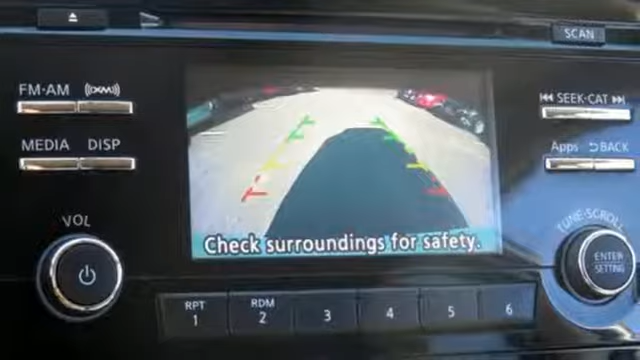 SCAN
FM·AM
((XM))
SEEK·CAT
MEDIA
DISP
Apps
BACK
VOL
TUNE·SCROLL
Check surroundings for safety.
ENTER
SETTING
RPT
1
RDM
2
3
4
5
6